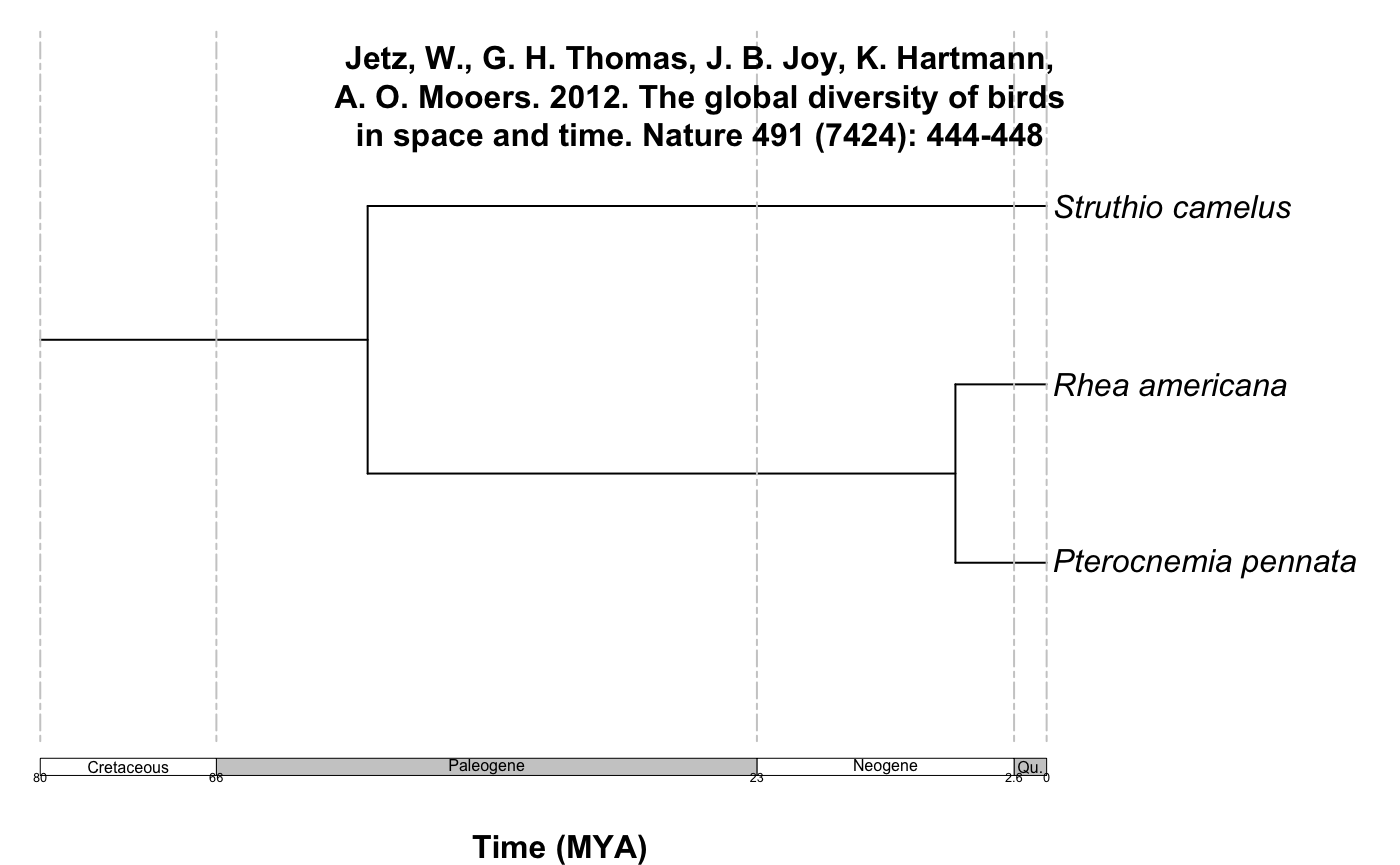 Jetz, W., G. H. Thomas, J. B. Joy, K. Hartmann,
A. O. Mooers. 2012. The global diversity of birds
in space and time. Nature 491 (7424): 444-448
Struthio camelus
Rhea americana
Pterocnemia pennata
Cretaceous Paleogene Neogene Qu.
80 66 23 2.6 0
Time (MYA)